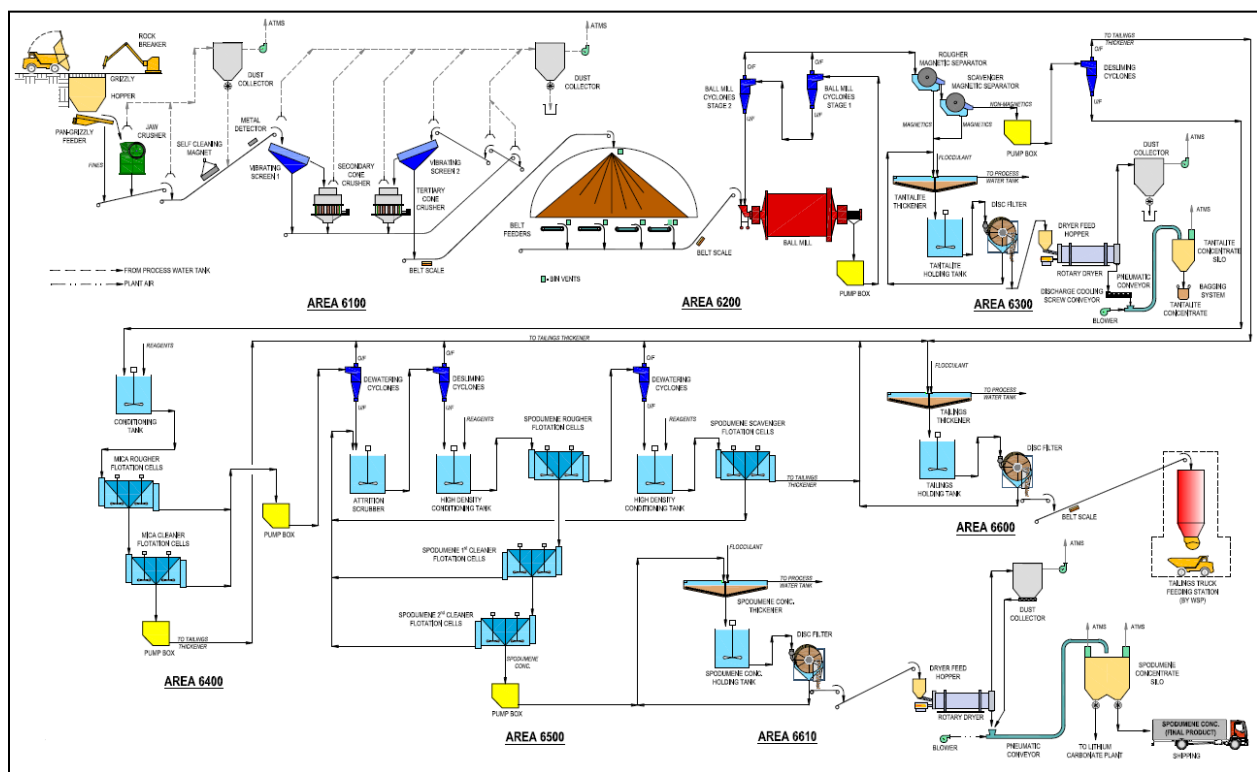 ROCK
BREAKER
GRIZZLY
HOPPER
PAN-GRIZZLY
FEEDER
JAW
CRUSHER
FINES
SELF CLEANING
MAGNET
DUST
COLLECTOR
ATMS
METAL
DETECTOR
VIBRATING
SCREEN 1
SECONDARY
CONE
CRUSHER
VIBRATING
SCREEN 2
TERTIARY
CONE
CRUSHER
DUST
COLLECTOR
ATMS
BELT SCALE
BELT
FEEDERS
-BIN VENTS
FROM PROCESS WATER TANK
PLANT AIR
AREA 6100
O/F
O/F
BALL MILL
CYCLONES
STAGE 2
BALL MILL
CYCLONES
STAGE 1
U/F
U/F
BALL MILL
BELT SCALE
PUMP BOX
AREA 6200
ROUGHER
MAGNETIC SEPARATOR
SCAVENGER
MAGNETIC SEPARATOR
NON-MAGNETICS
MAGNETICS
MAGNETICS
PUMP BOX
TO TAILINGS
THICKENER
O/F
DESLIMING
CYCLONES
U/F
FLOCCULANT
TO PROCESS
WATER TANK
TANTALITE
THICKENER
DISC FILTER
TANTALITE
HOLDING TANK
DRYER FEED
HOPPER
ROTARY DRYER
DUST
COLLECTOR
ATMS
ATMS
PNEUMATIC
CONVEYOR
DISCHARGE COOLING
SCREW CONVEYOR
BLOWER
TANTALITE
CONCENTRATE
SILO
BAGGING
SYSTEM
TANTALITE
CONCENTRATE
AREA 6300
REAGENTS
CONDITIONING
TANK
MICA ROUGHER
FLOTATION CELLS
MICA CLEANER
FLOTATION CELLS
PUMP BOX
TO TAILINGS
THICKENER
PUMP BOX
AREA 6400
TO TAILINGS THICKENER
O/F
DEWATERING
CYCLONES
U/F
ATTRITION
SCRUBBER
O/F
DESLIMING
CYCLONES
U/F
REAGENTS
HIGH DENSITY
CONDITIONING TANK
SPODUMENE ROUGHER
FLOTATION CELLS
O/F
DEWATERING
CYCLONES
U/F
REAGENTS
HIGH DENSITY
CONDITIONING TANK
SPODUMENE SCAVENGER
FLOTATION CELLS
TO TAILINGS
THICKENER
SPODUMENE 1ST CLEANER
FLOTATION CELLS
SPODUMENE 2ND CLEANER
FLOTATION CELLS
SPODUMENE
CONC.
PUMP BOX
AREA 6500
FLOCCULANT
TO PROCESS
WATER TANK
TAILINGS
THICKENER
DISC FILTER
TAILINGS
HOLDING TANK
AREA 6600
BELT SCALE
TAILINGS TRUCK
FEEDING STATION
(BY WSP)
FLOCCULANT
TO PROCESS
WATER TANK
SPODUMENE CONC.
THICKENER
DISC FILTER
SPODUMENE CONC.
HOLDING TANK
AREA 6610
DRYER FEED
HOPPER
ROTARY DRYER
ATMS
DUST
COLLECTOR
BLOWER
PNEUMATIC
CONVEYOR
ATMS
ATMS
SPODUMENE
CONCENTRATE
SILO
TO LITHIUM
CARBONATE PLANT
SPODUMENE CONC.
(FINAL PRODUCT)
SHIPPING